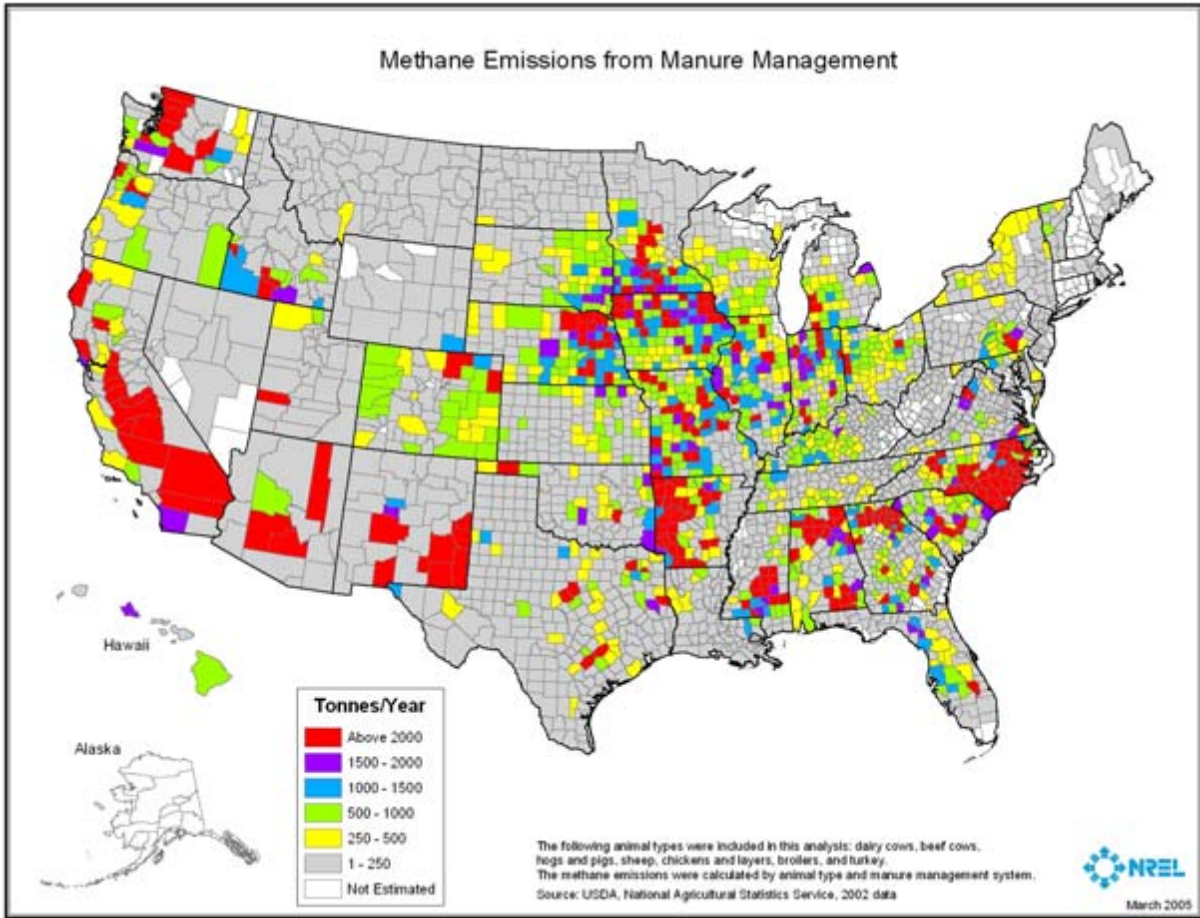 Methane Emissions from Manure Management
Hawaii
Alaska
Tonnes/Year
Above 2000
1500 - 2000
1000 - 1500
500 - 1000
250 - 500
1 - 250
Not Estimated
The following animal types were included in this analysis: dairy cows, beef cows,
hogs and pigs, sheep, chickens and layers, broilers, and turkey.
The methane emissions were calculated by animal type and manure management system.
Source: USDA, National Agricultural Statistics Service, 2002 data
NREL
March 2005